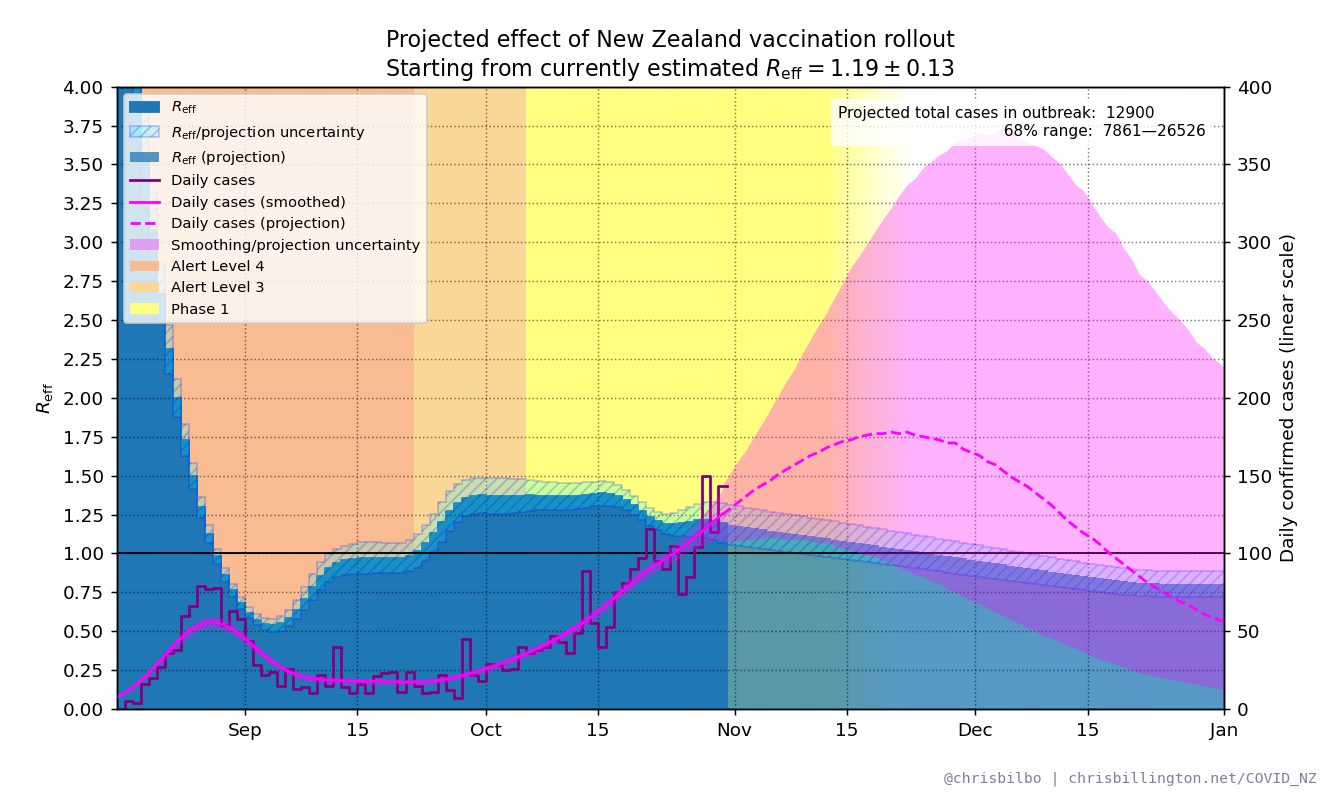 Projected effect of New Zealand vaccination rollout
Starting from currently estimated R_eff = 1.19 ± 0.13
Projected total cases in outbreak: 12900
68% range: 7861—26526
R_eff
R_eff/projection uncertainty
R_eff (projection)
Daily cases
Daily cases (smoothed)
Daily cases (projection)
Smoothing/projection uncertainty
Alert Level 4
Alert Level 3
Phase 1
R_eff
4.00
3.75
3.50
3.25
3.00
2.75
2.50
2.25
2.00
1.75
1.50
1.25
1.00
0.75
0.50
0.25
0.00
400
350
300
250
200
150
100
50
0
Daily confirmed cases (linear scale)
Sep 15 Oct 15 Nov 15 Dec 15 Jan
@chrisbilbo | chrisbillington.net/COVID_NZ